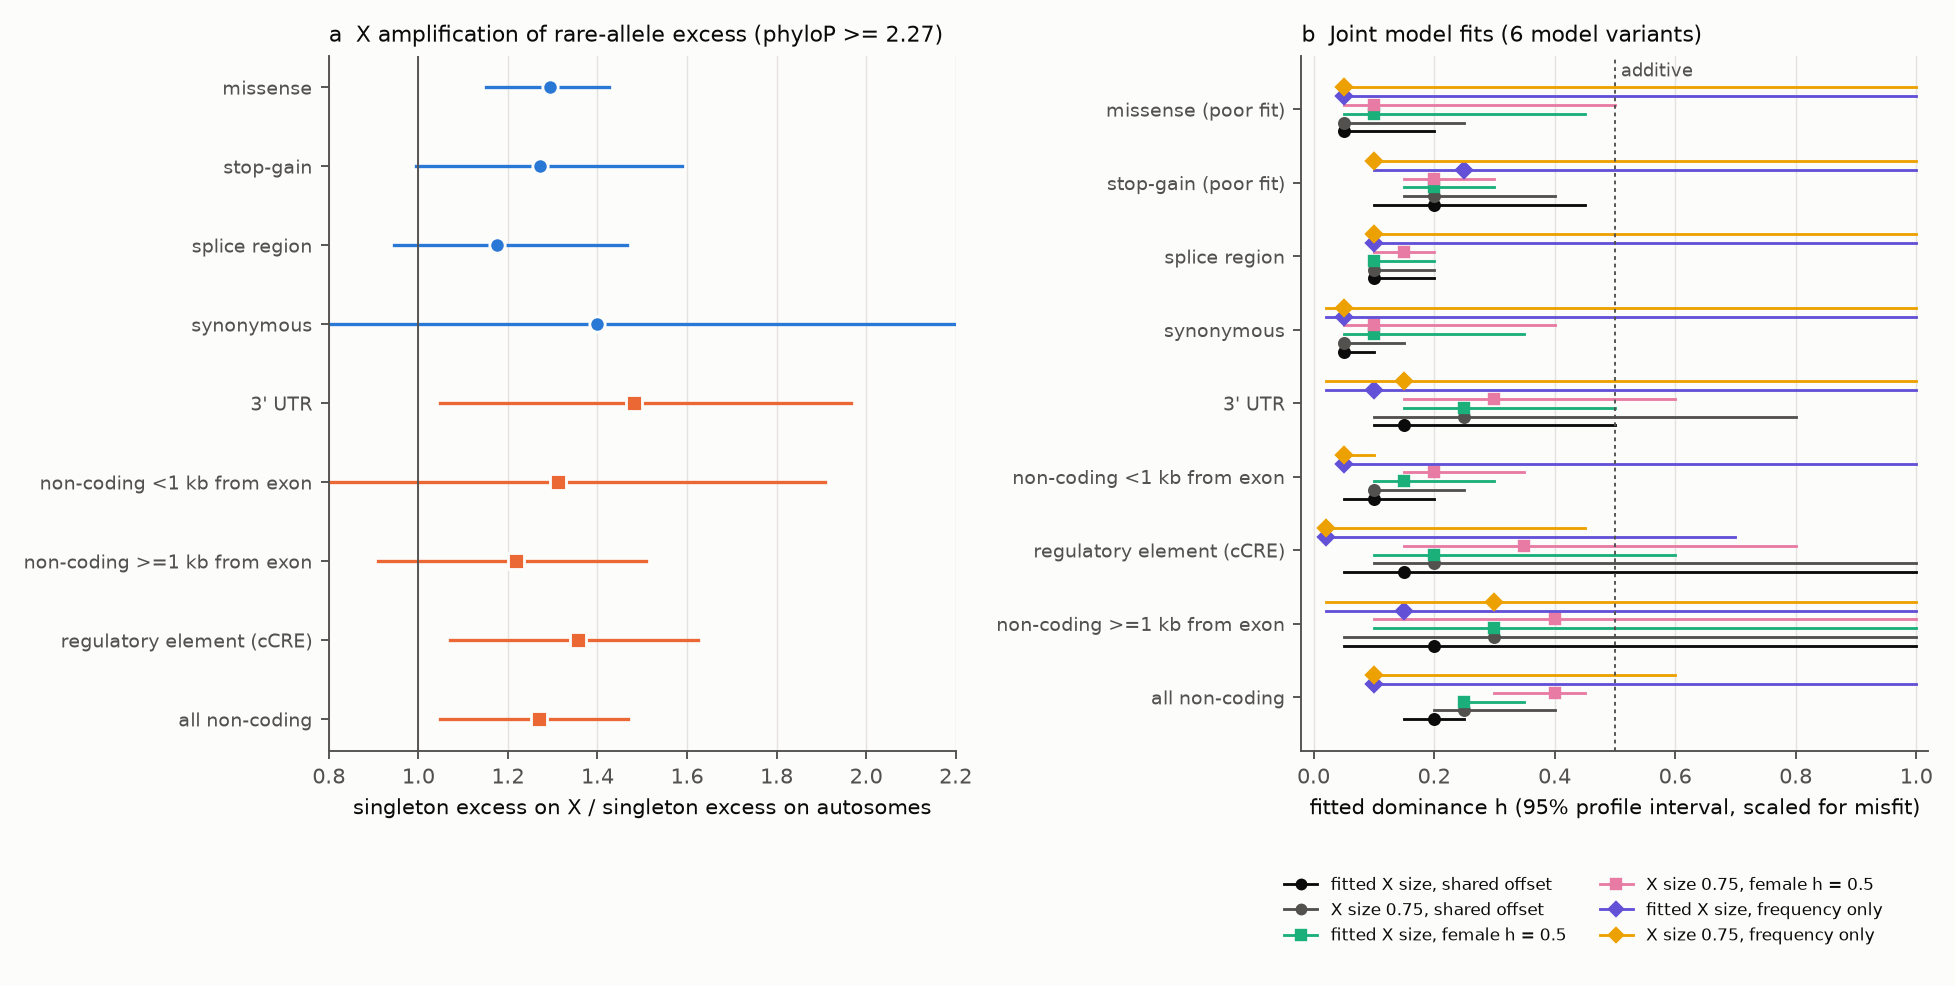 a  X amplification of rare-allele excess (phyloP >= 2.27)
missense
stop-gain
splice region
synonymous
3' UTR
non-coding <1 kb from exon
non-coding >=1 kb from exon
regulatory element (cCRE)
all non-coding
0.8 1.0 1.2 1.4 1.6 1.8 2.0 2.2
singleton excess on X / singleton excess on autosomes
b  Joint model fits (6 model variants)
additive
missense (poor fit)
stop-gain (poor fit)
splice region
synonymous
3' UTR
non-coding <1 kb from exon
regulatory element (cCRE)
non-coding >=1 kb from exon
all non-coding
0.0 0.2 0.4 0.6 0.8 1.0
fitted dominance h (95% profile interval, scaled for misfit)
fitted X size, shared offset
X size 0.75, shared offset
fitted X size, female h = 0.5
X size 0.75, female h = 0.5
fitted X size, frequency only
X size 0.75, frequency only